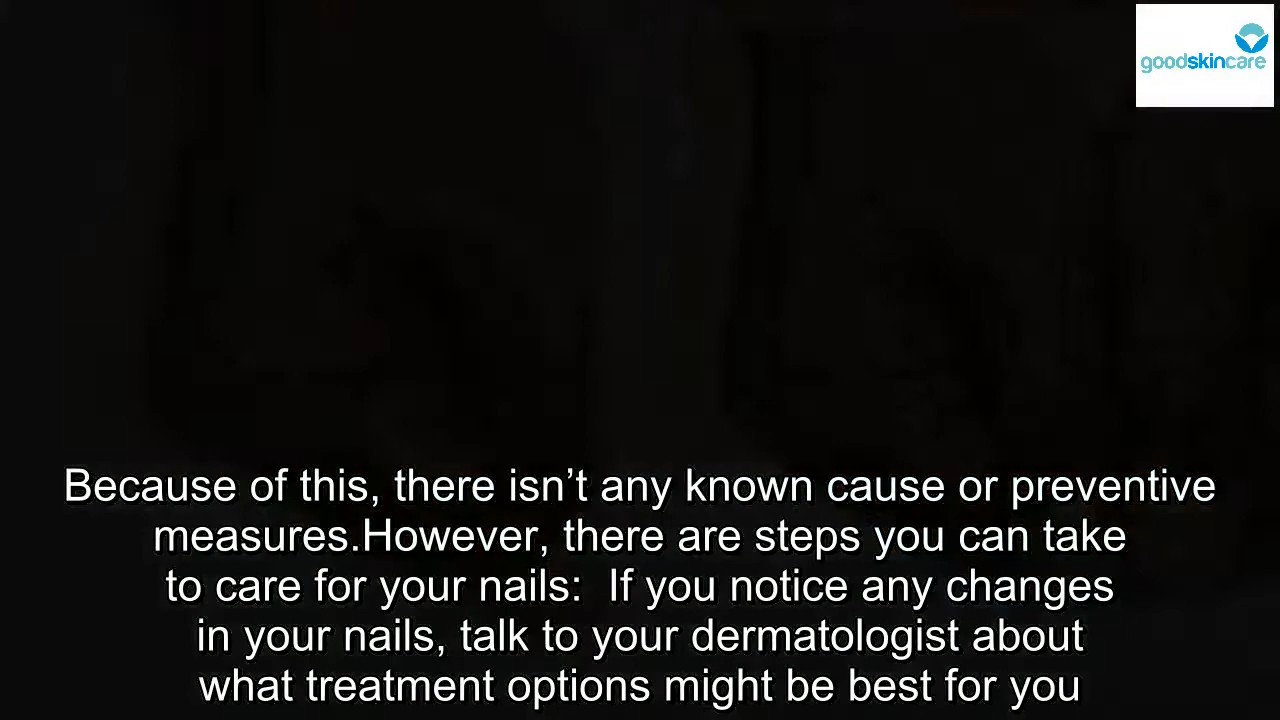 goodskincare
Because of this, there isn’t any known cause or preventive
measures.However, there are steps you can take
to care for your nails:  If you notice any changes
in your nails, talk to your dermatologist about
what treatment options might be best for you